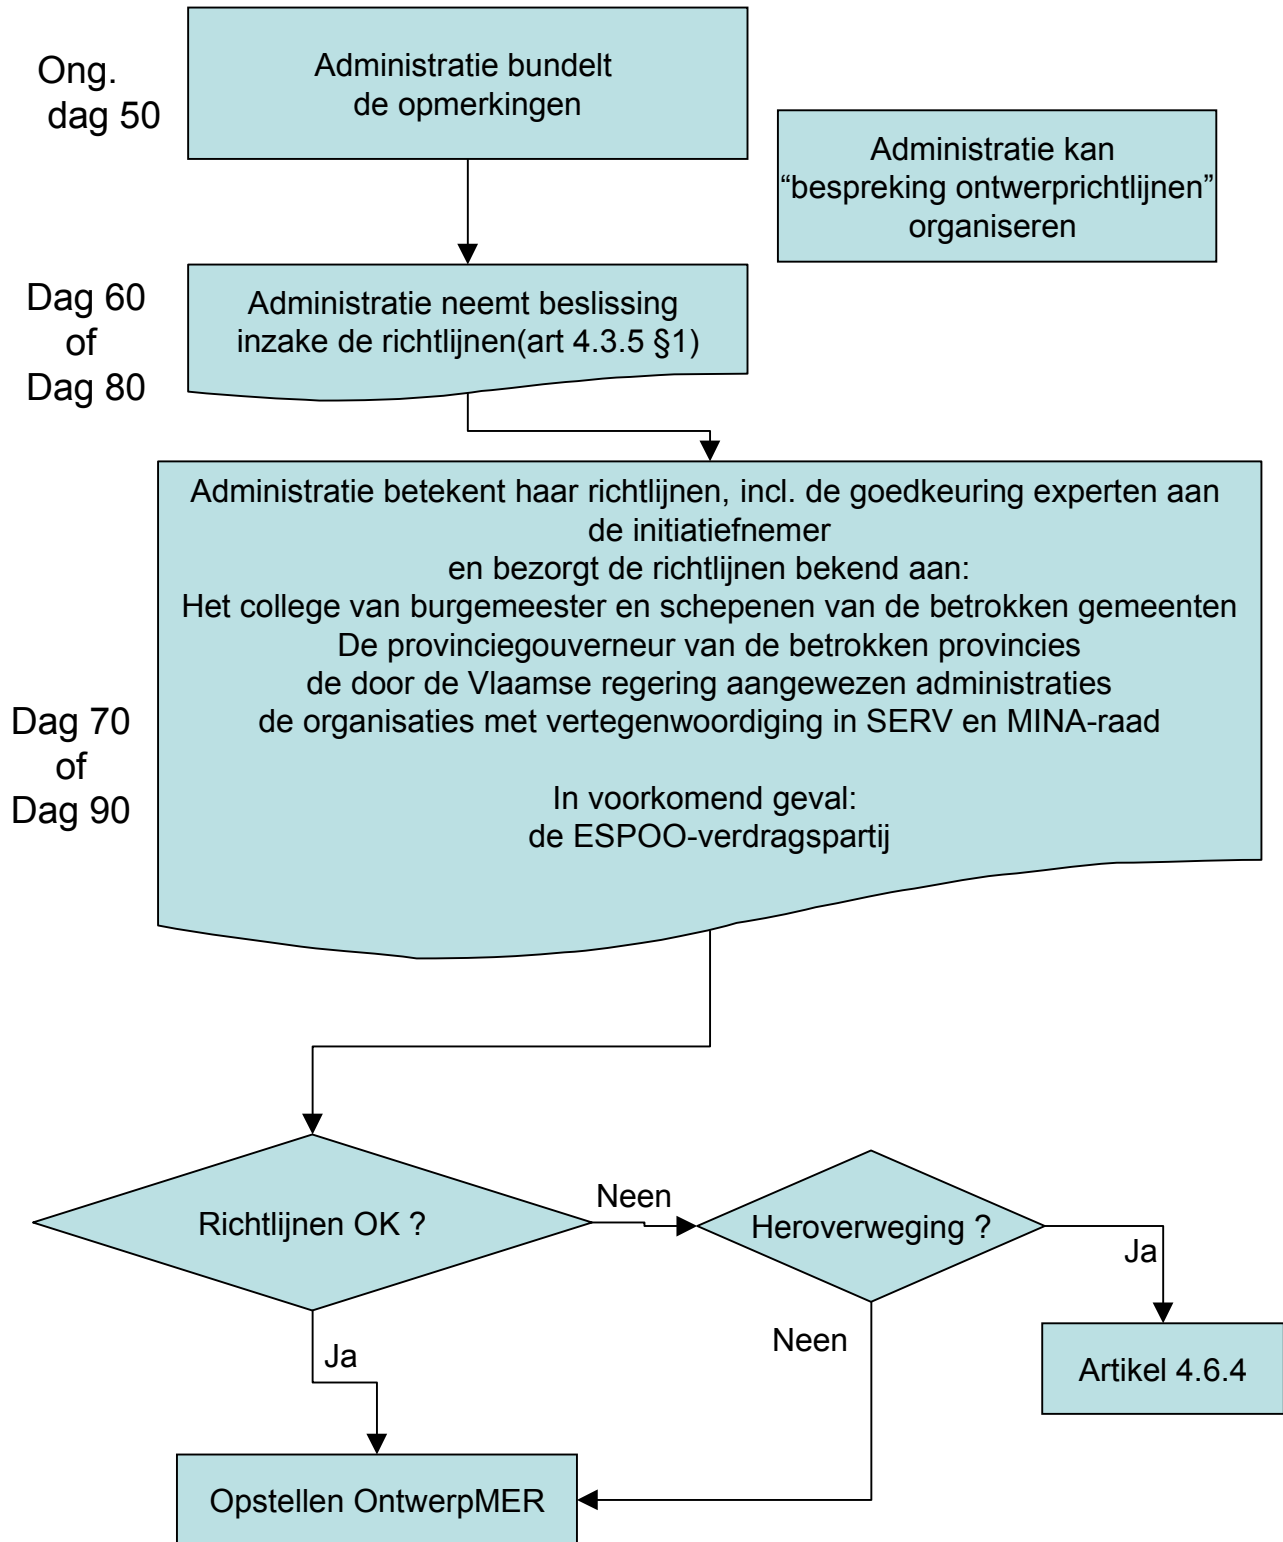 Ong.
dag 50
Administratie bundelt
de opmerkingen
Administratie kan
“bespreking ontwerprichtlijnen”
organiseren
Dag 60
of
Dag 80
Administratie neemt beslissing
inzake de richtlijnen(art 4.3.5 §1)
Administratie betekent haar richtlijnen, incl. de goedkeuring experten aan
de initiatiefnemer
en bezorgt de richtlijnen bekend aan:
Het college van burgemeester en schepenen van de betrokken gemeenten
De provinciegouverneur van de betrokken provincies
de door de Vlaamse regering aangewezen administraties
de organisaties met vertegenwoordiging in SERV en MINA-raad
In voorkomend geval:
de ESPOO-verdragspartij
Dag 70
of
Dag 90
Richtlijnen OK ?
Neen
Heroverweging ?
Ja
Neen
Ja
Artikel 4.6.4
Opstellen OntwerpMER